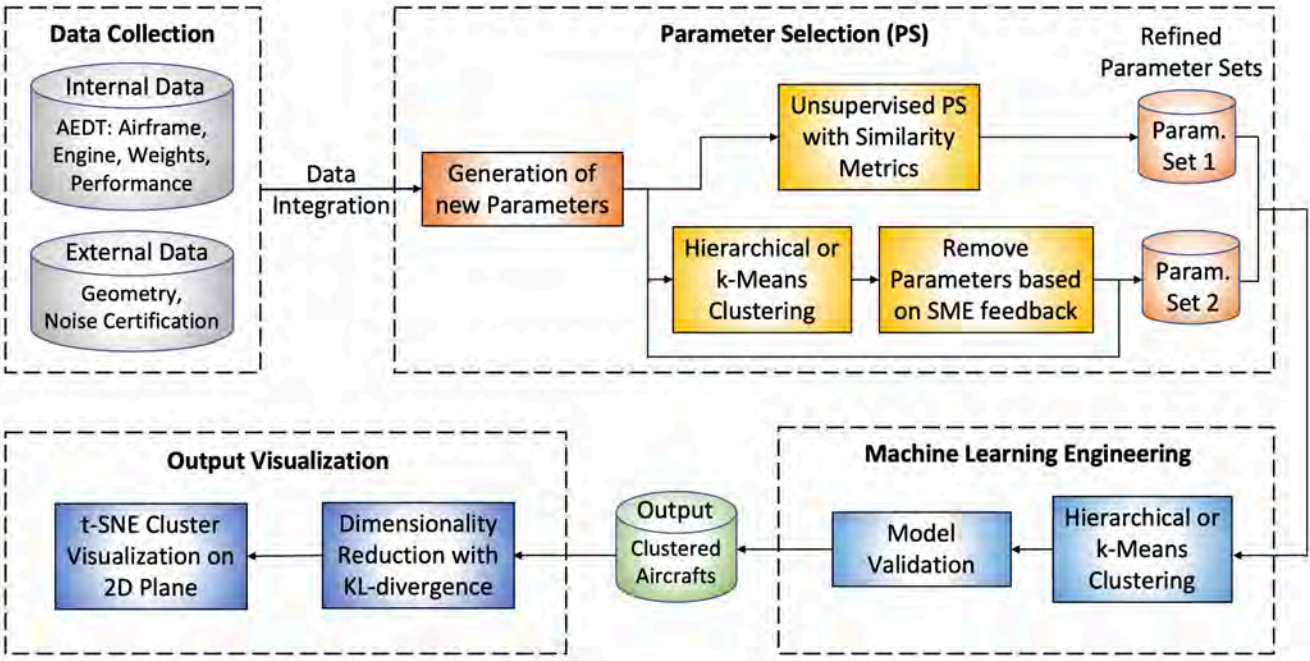 Data Collection
Internal Data
AEDT: Airframe,
Engine, Weights,
Performance
External Data
Geometry,
Noise Certification
Data
Integration
Parameter Selection (PS)
Generation of
new Parameters
Unsupervised PS
with Similarity
Metrics
Hierarchical or
k-Means
Clustering
Remove
Parameters based
on SME feedback
Refined
Parameter Sets
Param.
Set 1
Param.
Set 2
Machine Learning Engineering
Hierarchical or
k-Means
Clustering
Model
Validation
Output
Clustered
Aircrafts
Output Visualization
Dimensionality
Reduction with
KL-divergence
t-SNE Cluster
Visualization on
2D Plane